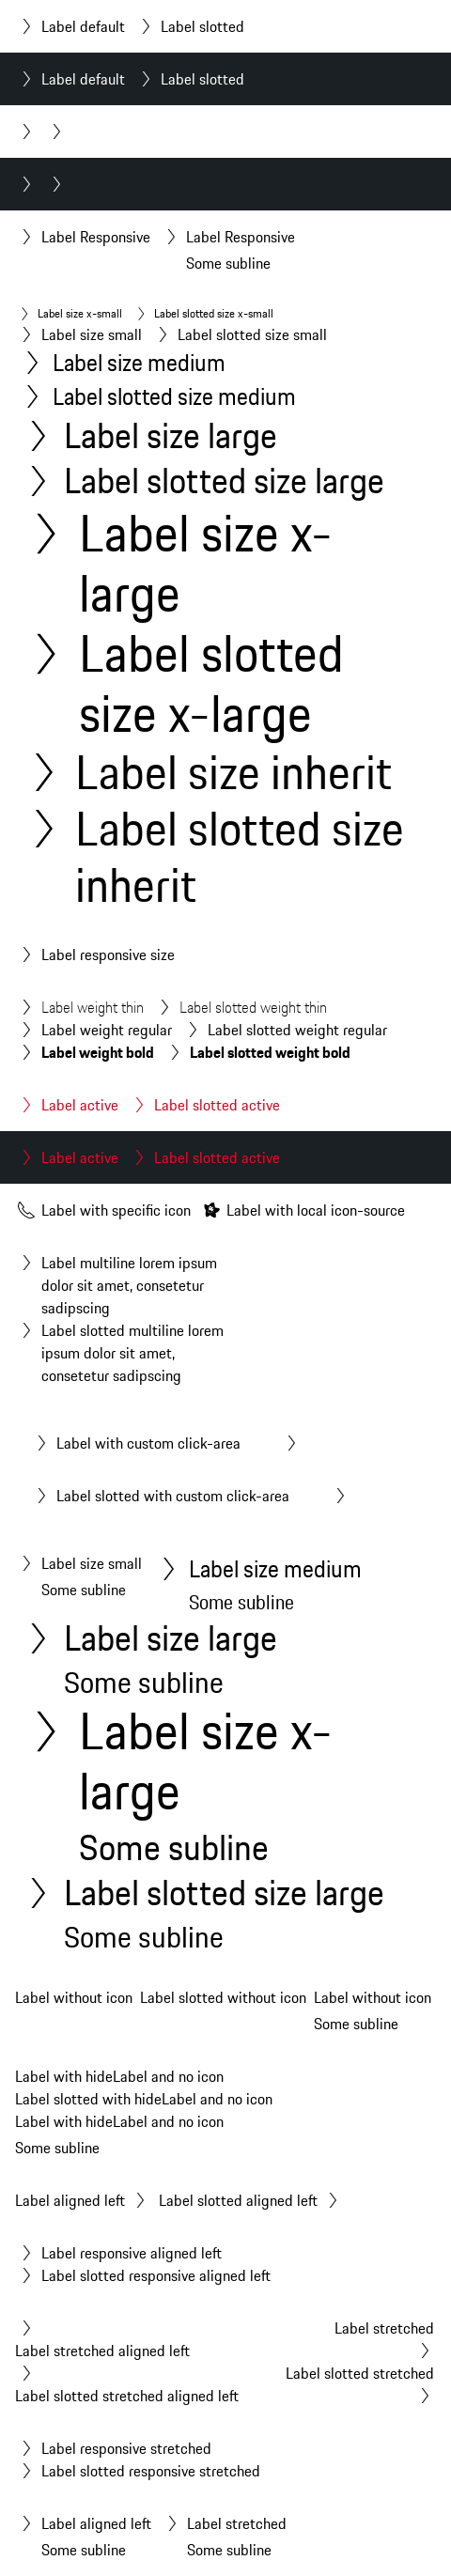 Label default Label slotted
Label default Label slotted
Label Responsive Label Responsive
Some subline
Label size x-small Label slotted size x-small
Label size small Label slotted size small
Label size medium
Label slotted size medium
Label size large
Label slotted size large
Label size x-
large
Label slotted
size x-large
Label size inherit
Label slotted size
inherit
Label responsive size
Label weight thin Label slotted weight thin
Label weight regular Label slotted weight regular
Label weight bold Label slotted weight bold
Label active Label slotted active
Label active Label slotted active
Label with specific icon Label with local icon-source
Label multiline lorem ipsum
dolor sit amet, consetetur
sadipscing
Label slotted multiline lorem
ipsum dolor sit amet,
consetetur sadipscing
Label with custom click-area
Label slotted with custom click-area
Label size small Label size medium
Some subline Some subline
Label size large
Some subline
Label size x-
large
Some subline
Label slotted size large
Some subline
Label without icon Label slotted without icon Label without icon
Some subline
Label with hideLabel and no icon
Label slotted with hideLabel and no icon
Label with hideLabel and no icon
Some subline
Label aligned left Label slotted aligned left
Label responsive aligned left
Label slotted responsive aligned left
Label stretched
Label stretched aligned left
Label slotted stretched
Label slotted stretched aligned left
Label responsive stretched
Label slotted responsive stretched
Label aligned left Label stretched
Some subline Some subline